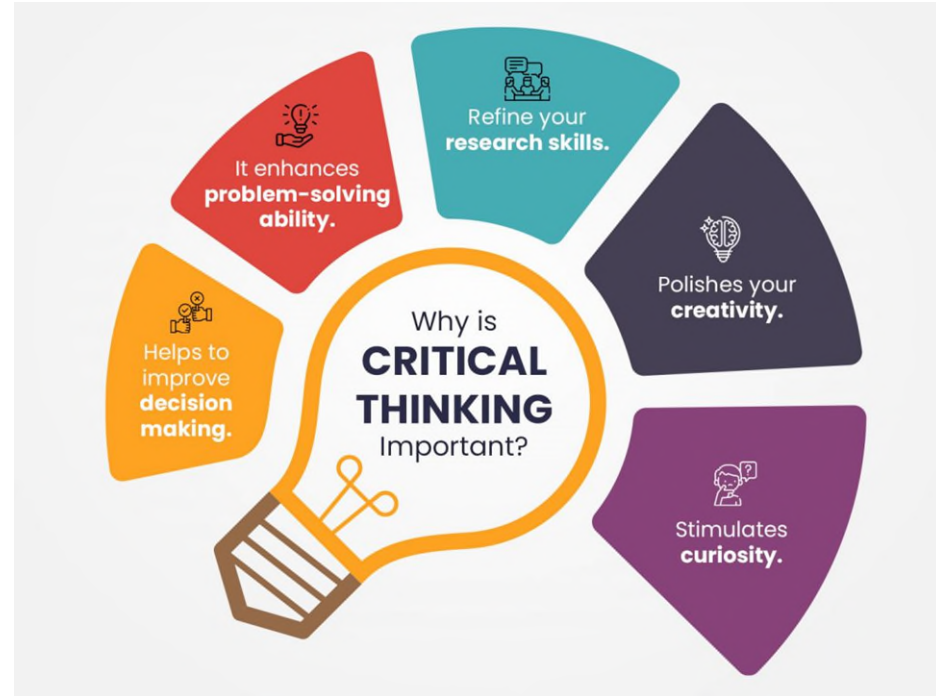 Why is
CRITICAL
THINKING
Important?
Helps to
improve
decision
making.
It enhances
problem-solving
ability.
Refine your
research skills.
Polishes your
creativity.
Stimulates
curiosity.